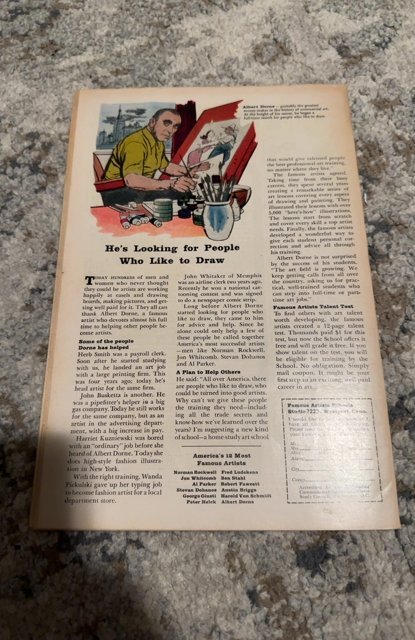 Albert Dorne — probably the greatest
money-maker in the history of commercial art.
At the height of his career, he began a
full-time search for people who like to draw.
He's Looking for People
Who Like to Draw
TODAY HUNDREDS of men and
women who never thought
they could be artists are working
happily at easels and drawing
boards, making pictures, and get-
ting well paid for it. They all can
thank Albert Dorne, a famous
artist who devotes almost his full
time to helping other people be-
come artists.
Some of the people
Dorne has helped
Herb Smith was a payroll clerk.
Soon after he started studying
with us, he landed an art job
with a large printing firm. This
was four years ago; today he's
head artist for the same firm.
John Busketta is another. He
was a pipefitter's helper in a big
gas company. Today he still works
for the same company, but as an
artist in the advertising depart-
ment, with a big increase in pay.
Harriet Kuzniewski was bored
with an "ordinary" job before she
heard of Albert Dorne. Today she
does high-style fashion illustra-
tion in New York.
With the right training, Wanda
Pickulski gave up her typing job
to become fashion artist for a local
department store.
John Whitaker of Memphis
was an airline clerk two years ago.
Recently he won a national car-
tooning contest and was signed
to do a newspaper comic strip.
Long before Albert Dorne
started looking for people who
like to draw, they came to him
for advice and help. Since he
alone could only help a few of
these people he called together
America's most successful artists
—men like Norman Rockwell,
Jon Whitcomb, Stevan Dohanos
and Al Parker.
A Plan to Help Others
He said: "All over America, there
are people who like to draw, who
could be turned into good artists.
Why can't we give these people
the training they need—includ-
ing all the trade secrets and
know-how we've learned over the
years? I'm suggesting a new kind
of school—a home study art school
America's 12 Most
Famous Artists
Norman Rockwell Fred Ludekens
Jon Whitcomb Ben Stahl
Al Parker Robert Fawcett
Stevan Dohanos Austin Briggs
George Giusti Harold Von Schmidt
Peter Helck Albert Dorne
that would give talented people
the best professional art training,
no matter where they live."
The famous artists agreed.
Taking time from their busy
careers, they spent several years
creating a remarkable series of
art lessons covering every aspect
of drawing and painting. They
illustrated their lessons with over
5,000 "here's-how" illustrations.
The lessons start from scratch
and cover every skill a top artist
needs. Finally, the famous artists
developed a wonderful way to
give each student personal cor-
rection and advice all through
his training.
Albert Dorne is not surprised
by the success of his students.
"The art field is growing. We
keep getting calls from all over
the country, asking us for prac-
tical, well-trained students who
can step into full-time or part-
time art jobs."
Famous Artists Talent Test
To find others with art talent
worth developing, the famous
artists created a 12-page talent
test. Thousands paid $1 for this
test, but now the School offers it
free and will grade it free. If you
show talent on the test, you will
be eligible for training by the
School. No obligation. Simply
mail coupon. It might be your
first step to an exciting, well-paid
career in art.
Famous Artists Schools